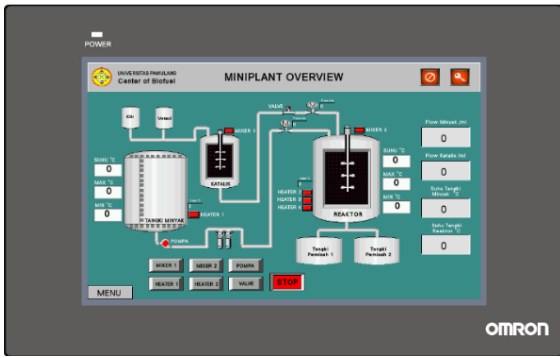 POWER
UNIVERSITAS PAMULANG
Center of Biofuel
MINIPLANT OVERVIEW
VALVE
MIXER 1
MIXER 2
KATALIS
SUHU °C
0
MAX °C
0
MIN °C
0
TANGKI MINYAK
HEATER 1
POMPA
HEATER 2
HEATER 3
HEATER 4
REAKTOR
SUHU °C
0
MAX °C
0
MIN °C
0
Tangki
Pemisah 1
Tangki
Pemisah 2
Flow Minyak /ml
0
Flow Katalis /ml
0
Suhu Tangki
Minyak °C
0
Suhu Tangki
Reaktor °C
0
MIXER 1
MIXER 2
POMPA
HEATER 1
HEATER 2
VALVE
STOP
MENU
OMRON